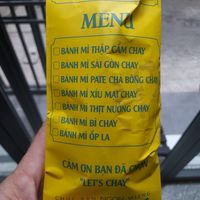 MENU
BÁNH MÌ THẬP CẨM CHAY
BÁNH MÌ SÀI GÒN CHAY
BÁNH MÌ PATE CHÀ BÔNG CHAY
BÁNH MÌ XÍU MẠI CHAY
BÁNH MÌ THỊT NƯỚNG CHAY
BÁNH MÌ BÌ CHAY
BÁNH MÌ ỐP LA
CẢM ƠN BẠN ĐÃ CHAY
"LET'S CHAY"